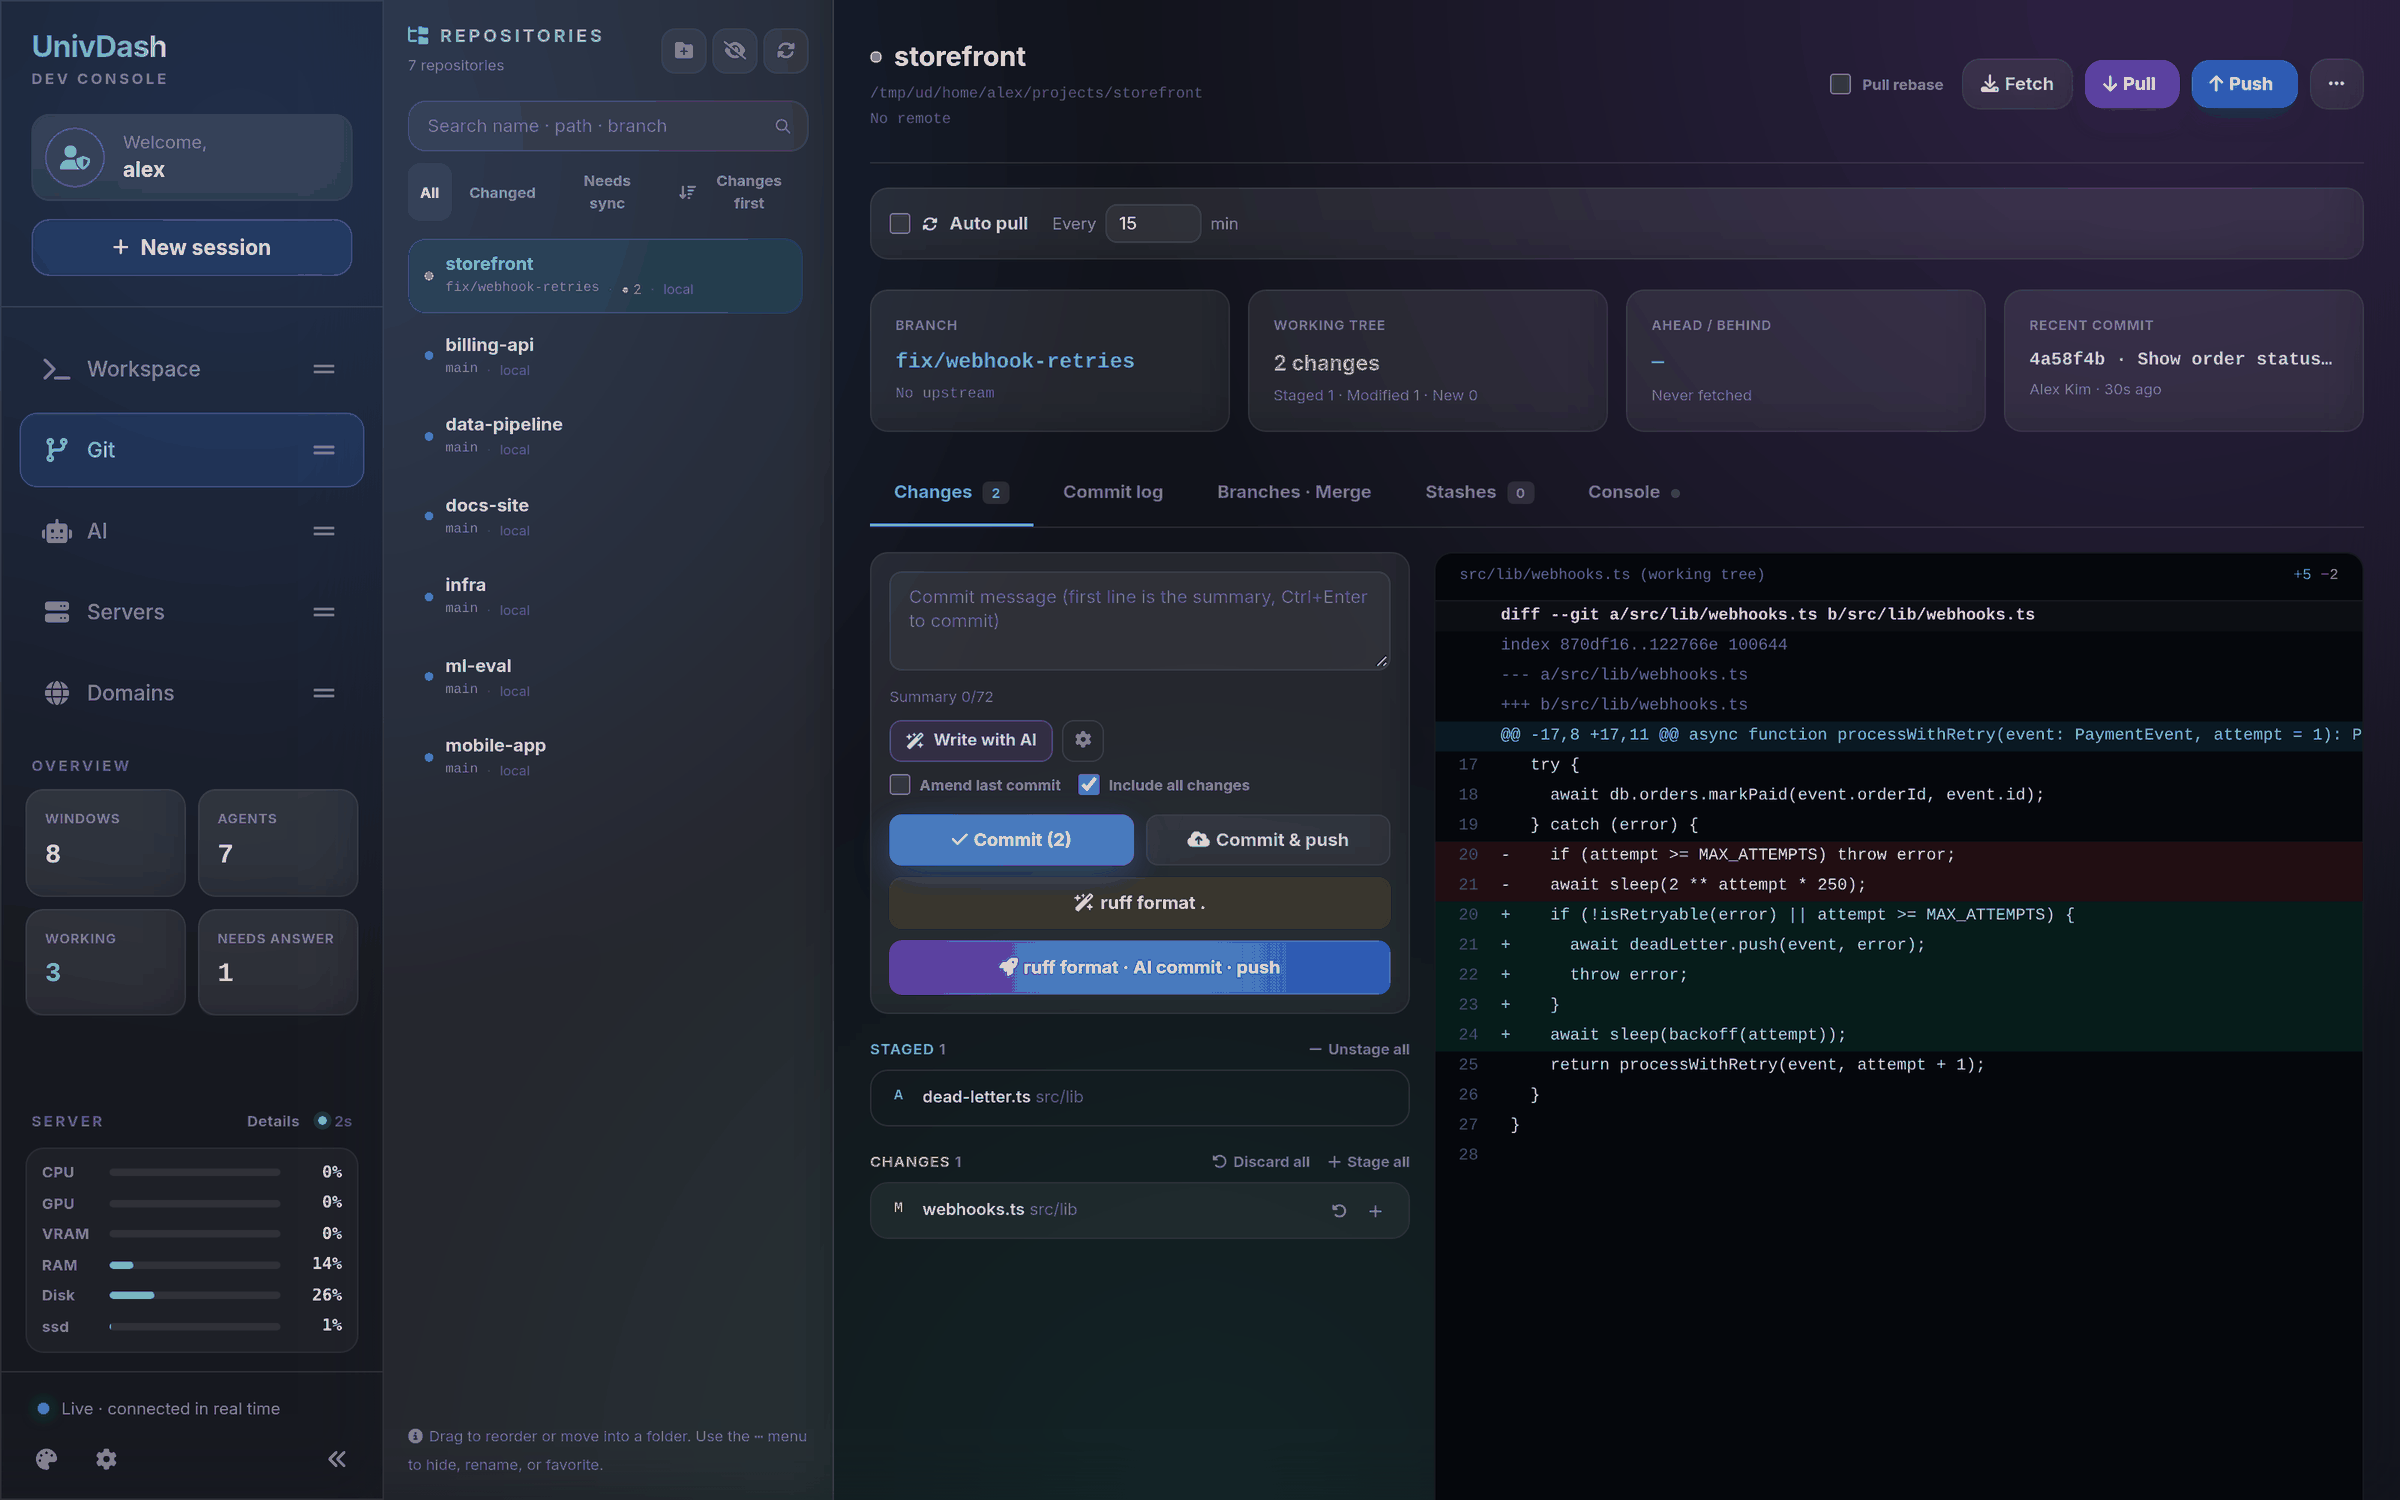 UnivDash
DEV CONSOLE
Welcome,
alex
+ New session
Workspace
Git
AI
Servers
Domains
OVERVIEW
WINDOWS
8
AGENTS
7
WORKING
3
NEEDS ANSWER
1
SERVER
Details
2s
CPU 0%
GPU 0%
VRAM 0%
RAM 14%
Disk 26%
ssd 1%
Live · connected in real time
REPOSITORIES
7 repositories
Search name · path · branch
All
Changed
Needs sync
Changes first
storefront
fix/webhook-retries · 2 · local
billing-api
main · local
data-pipeline
main · local
docs-site
main · local
infra
main · local
ml-eval
main · local
mobile-app
main · local
Drag to reorder or move into a folder. Use the ⋯ menu
to hide, rename, or favorite.
storefront
/tmp/ud/home/alex/projects/storefront
No remote
Pull rebase
Fetch
Pull
Push
Auto pull Every 15 min
BRANCH
fix/webhook-retries
No upstream
WORKING TREE
2 changes
Staged 1 · Modified 1 · New 0
AHEAD / BEHIND
—
Never fetched
RECENT COMMIT
4a58f4b · Show order status…
Alex Kim · 30s ago
Changes 2
Commit log
Branches · Merge
Stashes 0
Console
Commit message (first line is the summary, Ctrl+Enter
to commit)
Summary 0/72
Write with AI
Amend last commit
Include all changes
Commit (2)
Commit & push
ruff format .
ruff format · AI commit · push
STAGED 1
— Unstage all
A dead-letter.ts src/lib
CHANGES 1
Discard all
+ Stage all
M webhooks.ts src/lib
src/lib/webhooks.ts (working tree) +5 −2
diff --git a/src/lib/webhooks.ts b/src/lib/webhooks.ts
index 870df16..122766e 100644
--- a/src/lib/webhooks.ts
+++ b/src/lib/webhooks.ts
@@ -17,8 +17,11 @@ async function processWithRetry(event: PaymentEvent, attempt = 1): P
17 try {
18 await db.orders.markPaid(event.orderId, event.id);
19 } catch (error) {
20 - if (attempt >= MAX_ATTEMPTS) throw error;
21 - await sleep(2 ** attempt * 250);
20 + if (!isRetryable(error) || attempt >= MAX_ATTEMPTS) {
21 + await deadLetter.push(event, error);
22 + throw error;
23 + }
24 + await sleep(backoff(attempt));
25 return processWithRetry(event, attempt + 1);
26 }
27 }
28